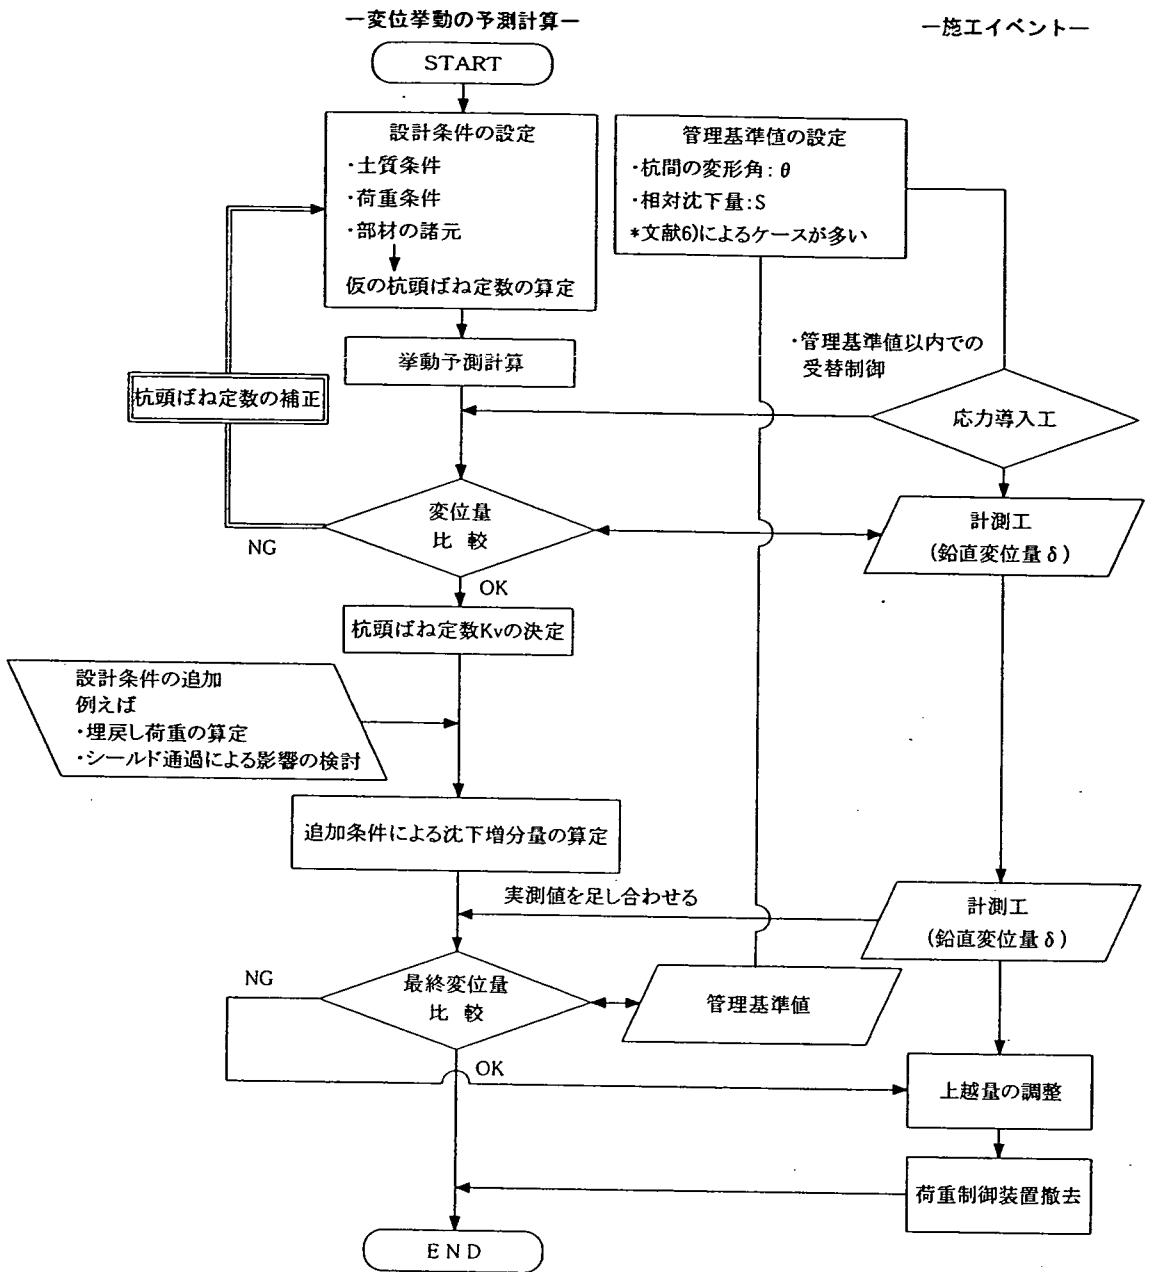 ー変位挙動の予測計算ー
ー施工イベントー
START
設計条件の設定
・土質条件
・荷重条件
・部材の諸元
仮の杭頭ばね定数の算定
管理基準値の設定
・杭間の変形角：θ
・相対沈下量：S
*文献6)によるケースが多い
挙動予測計算
・管理基準値以内での
受替制御
杭頭ばね定数の補正
応力導入工
変位量
比 較
NG
OK
計測工
(鉛直変位量δ)
杭頭ばね定数Kvの決定
設計条件の追加
例えば
・埋戻し荷重の算定
・シールド通過による影響の検討
追加条件による沈下増分量の算定
実測値を足し合わせる
計測工
(鉛直変位量δ)
NG
最終変位量
比 較
管理基準値
OK
上越量の調整
荷重制御装置撤去
END